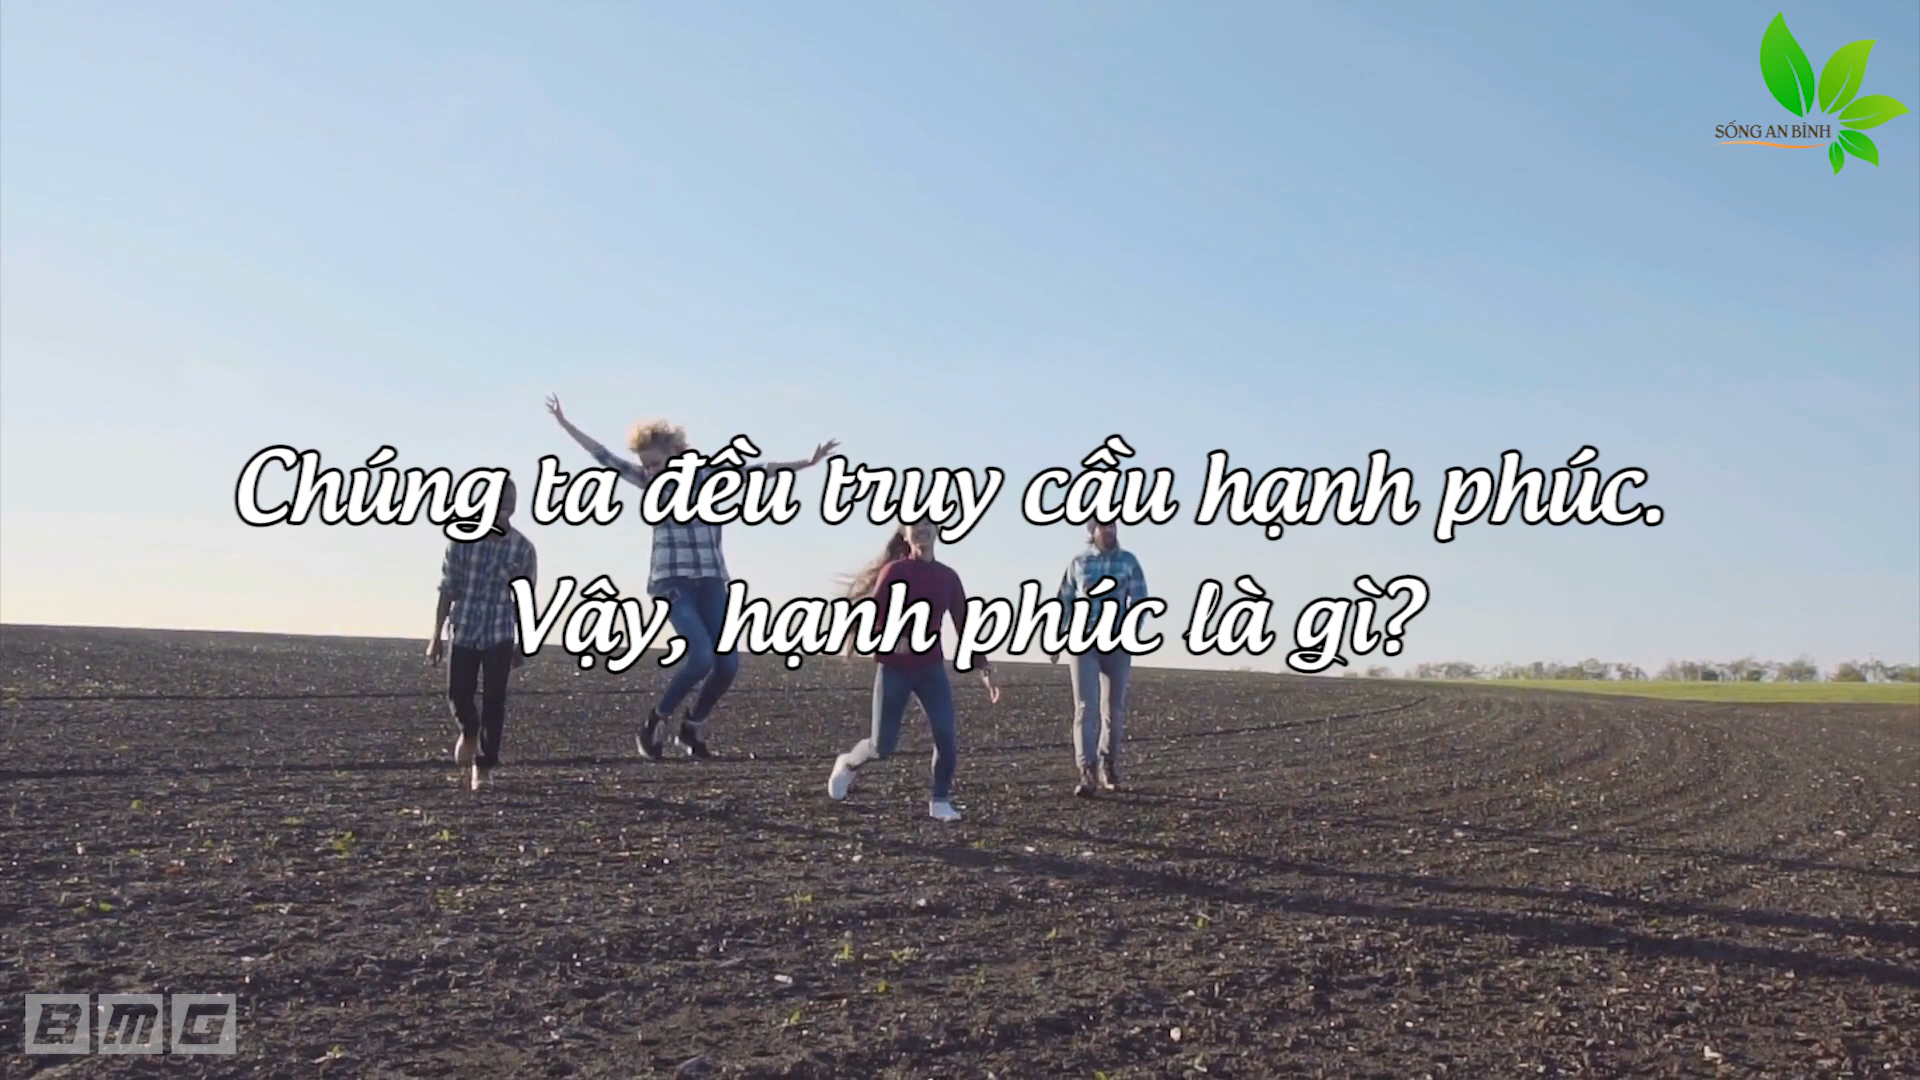 SỐNG AN BÌNH
Chúng ta đều truy cầu hạnh phúc.
Vậy, hạnh phúc là gì?
BMG